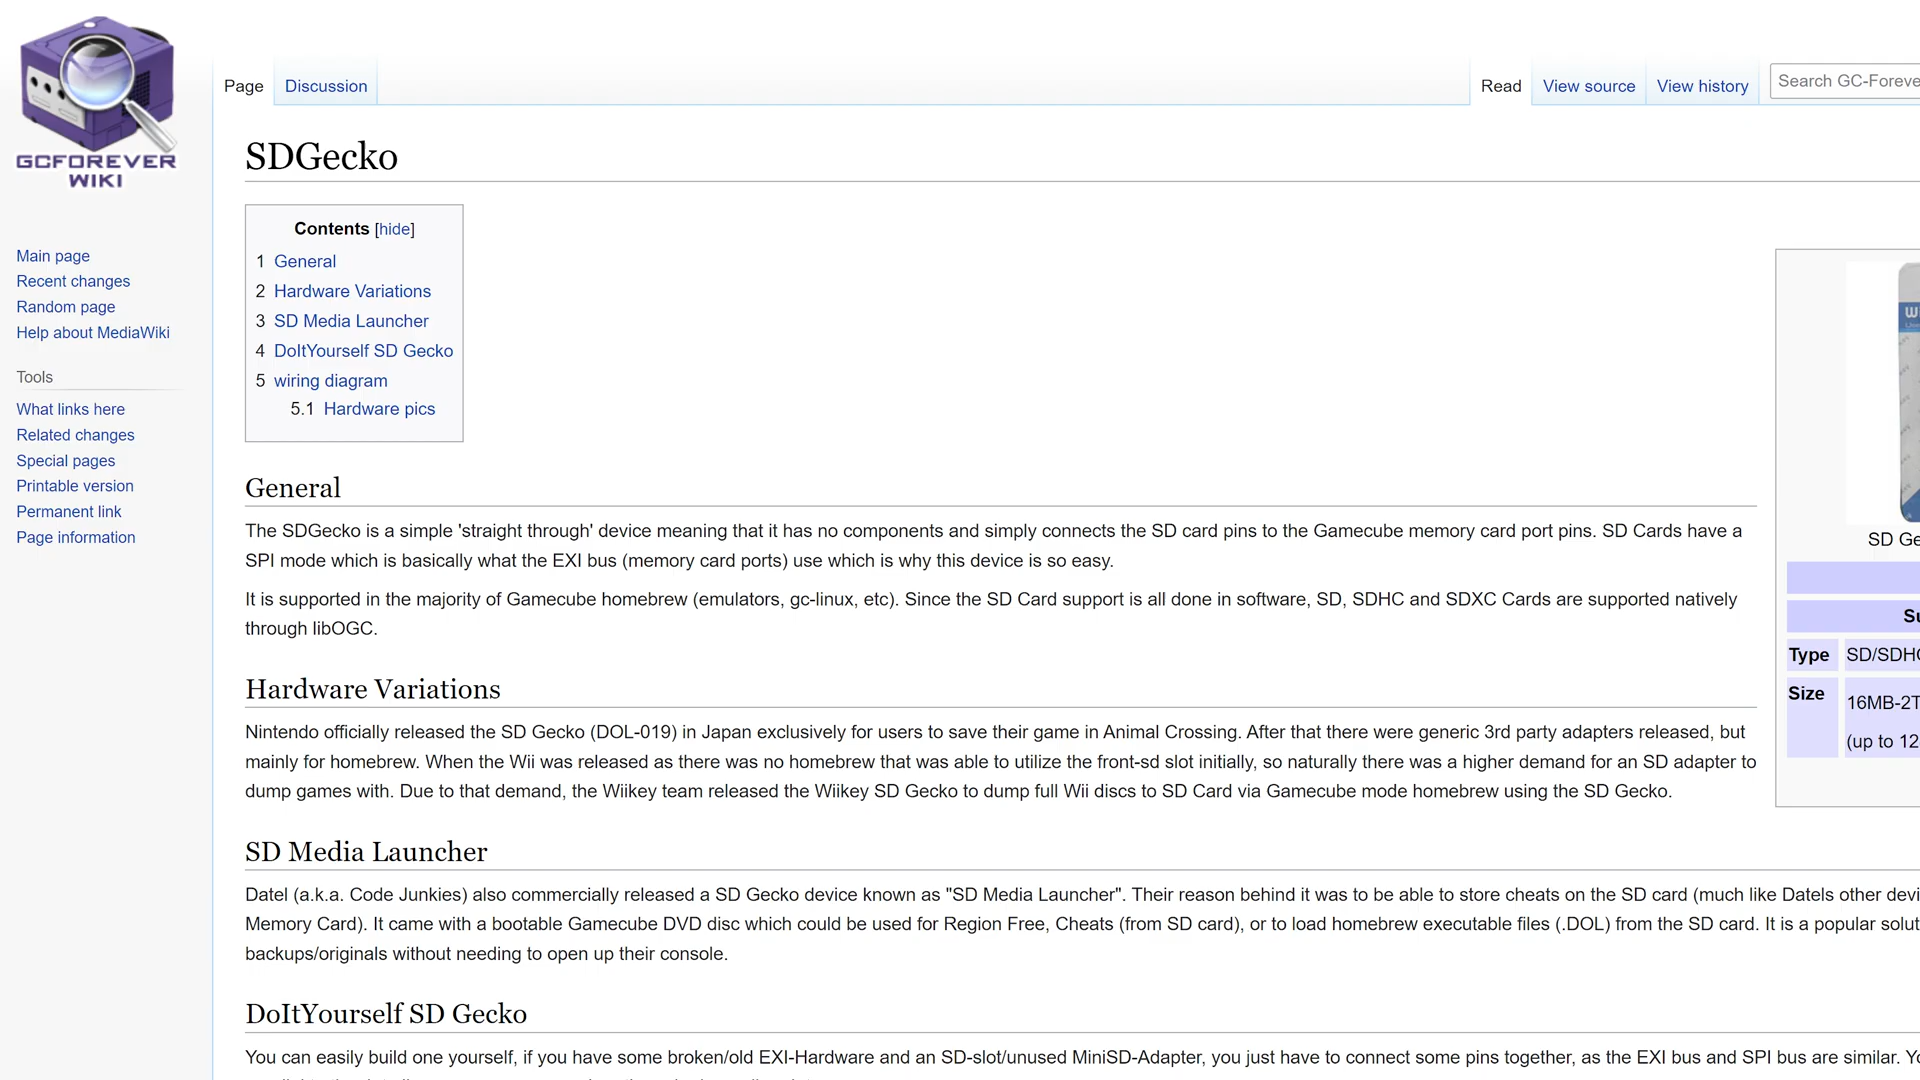 GCFOREVER
WIKI
Main page
Recent changes
Random page
Help about MediaWiki
Tools
What links here
Related changes
Special pages
Printable version
Permanent link
Page information
Page
Discussion
Read
View source
View history
Search GC-Foreve
SDGecko
Contents [hide]
1 General
2 Hardware Variations
3 SD Media Launcher
4 DoItYourself SD Gecko
5 wiring diagram
5.1 Hardware pics
General
The SDGecko is a simple 'straight through' device meaning that it has no components and simply connects the SD card pins to the Gamecube memory card port pins. SD Cards have a
SPI mode which is basically what the EXI bus (memory card ports) use which is why this device is so easy.
It is supported in the majority of Gamecube homebrew (emulators, gc-linux, etc). Since the SD Card support is all done in software, SD, SDHC and SDXC Cards are supported natively
through libOGC.
Hardware Variations
Nintendo officially released the SD Gecko (DOL-019) in Japan exclusively for users to save their game in Animal Crossing. After that there were generic 3rd party adapters released, but
mainly for homebrew. When the Wii was released as there was no homebrew that was able to utilize the front-sd slot initially, so naturally there was a higher demand for an SD adapter to
dump games with. Due to that demand, the Wiikey team released the Wiikey SD Gecko to dump full Wii discs to SD Card via Gamecube mode homebrew using the SD Gecko.
SD Ge
Su
Type SD/SDHC
Size 16MB-2T
(up to 12
SD Media Launcher
Datel (a.k.a. Code Junkies) also commercially released a SD Gecko device known as "SD Media Launcher". Their reason behind it was to be able to store cheats on the SD card (much like Datels other devi
Memory Card). It came with a bootable Gamecube DVD disc which could be used for Region Free, Cheats (from SD card), or to load homebrew executable files (.DOL) from the SD card. It is a popular solut
backups/originals without needing to open up their console.
DoItYourself SD Gecko
You can easily build one yourself, if you have some broken/old EXI-Hardware and an SD-slot/unused MiniSD-Adapter, you just have to connect some pins together, as the EXI bus and SPI bus are similar. Yo